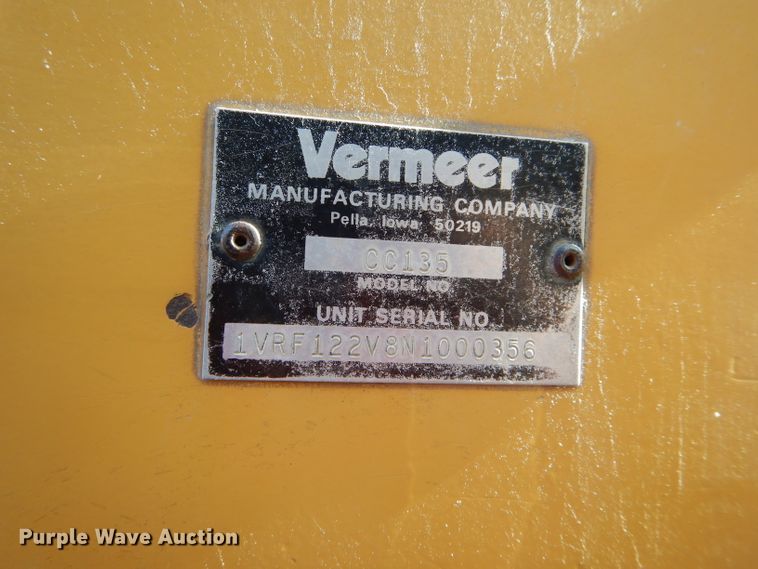 Vermeer
MANUFACTURING COMPANY
Pella, Iowa 50219
CC135
MODEL NO
UNIT SERIAL NO.
1VRF122V8N1000356
Purple Wave Auction